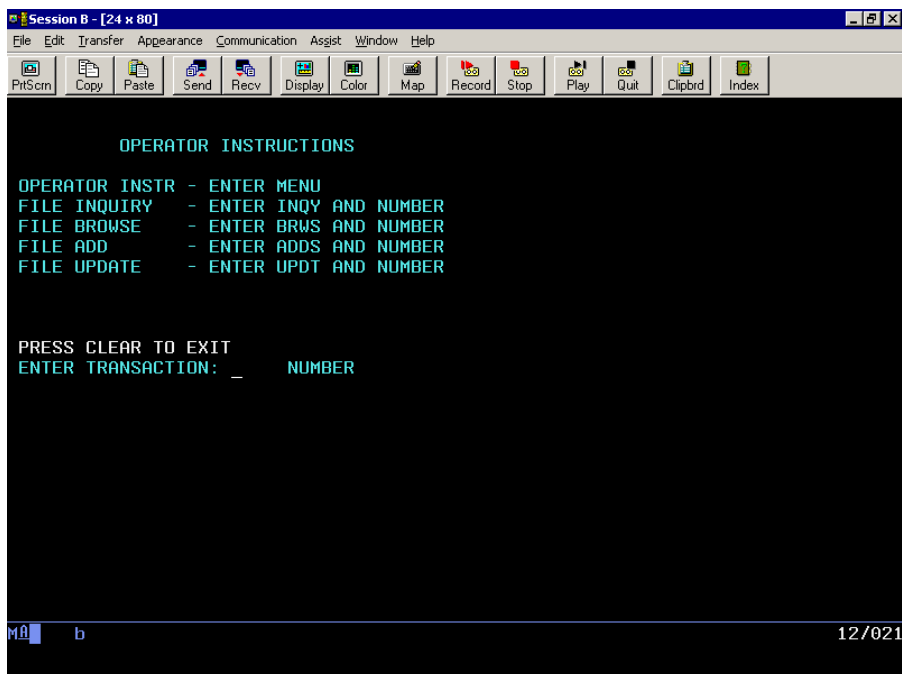 Session B - [24 x 80]
File Edit Transfer Appearance Communication Assist Window Help
PrtScrn Copy Paste Send Recv Display Color Map Record Stop Play Quit Clipbrd Index
OPERATOR INSTRUCTIONS
OPERATOR INSTR - ENTER MENU
FILE INQUIRY - ENTER INQY AND NUMBER
FILE BROWSE - ENTER BRWS AND NUMBER
FILE ADD - ENTER ADDS AND NUMBER
FILE UPDATE - ENTER UPDT AND NUMBER
PRESS CLEAR TO EXIT
ENTER TRANSACTION: _ NUMBER
MA b 12/021